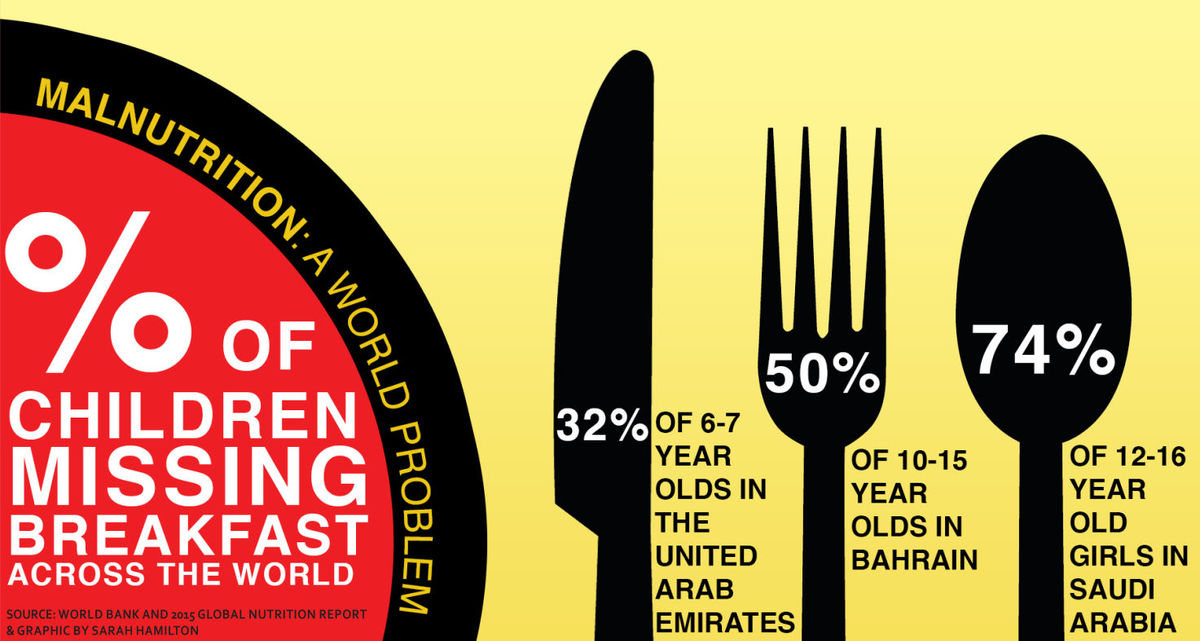 MALNUTRITION: A WORLD PROBLEM
% OF
CHILDREN
MISSING
BREAKFAST
ACROSS THE WORLD
SOURCE: WORLD BANK AND 2015 GLOBAL NUTRITION REPORT
& GRAPHIC BY SARAH HAMILTON
32%
OF 6-7
YEAR
OLDS IN
THE
UNITED
ARAB
EMIRATES
50%
OF 10-15
YEAR
OLDS IN
BAHRAIN
74%
OF 12-16
YEAR
OLD
GIRLS IN
SAUDI
ARABIA